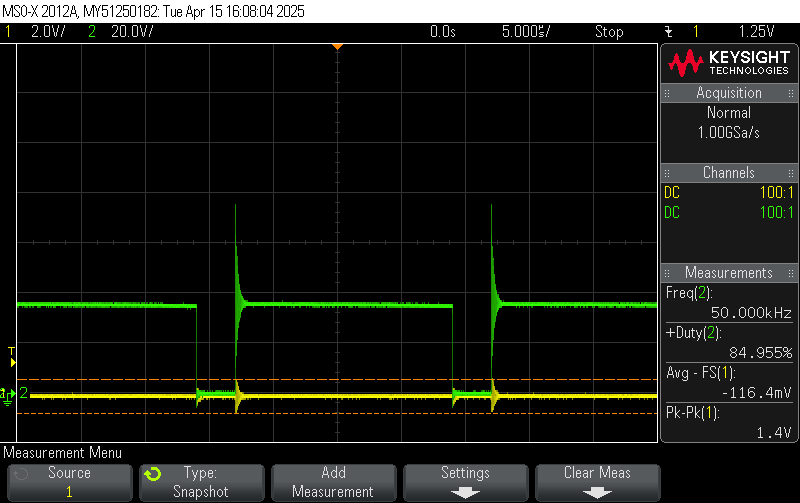 MSO-X 2012A, MY51250182: Tue Apr 15 16:08:04 2025
1 2.0V/ 2 20.0V/ 0.0s 5.000s/ Stop 1 1.25V
KEYSIGHT
TECHNOLOGIES
Acquisition
Normal
1.00GSa/s
Channels
DC 100:1
DC 100:1
Measurements
Freq(2):
50.000kHz
+Duty(2):
84.955%
Avg - FS(1):
-116.4mV
Pk-Pk(1):
1.4V
T
2
Measurement Menu
Source
1
Type:
Snapshot
Add
Measurement
Settings
Clear Meas